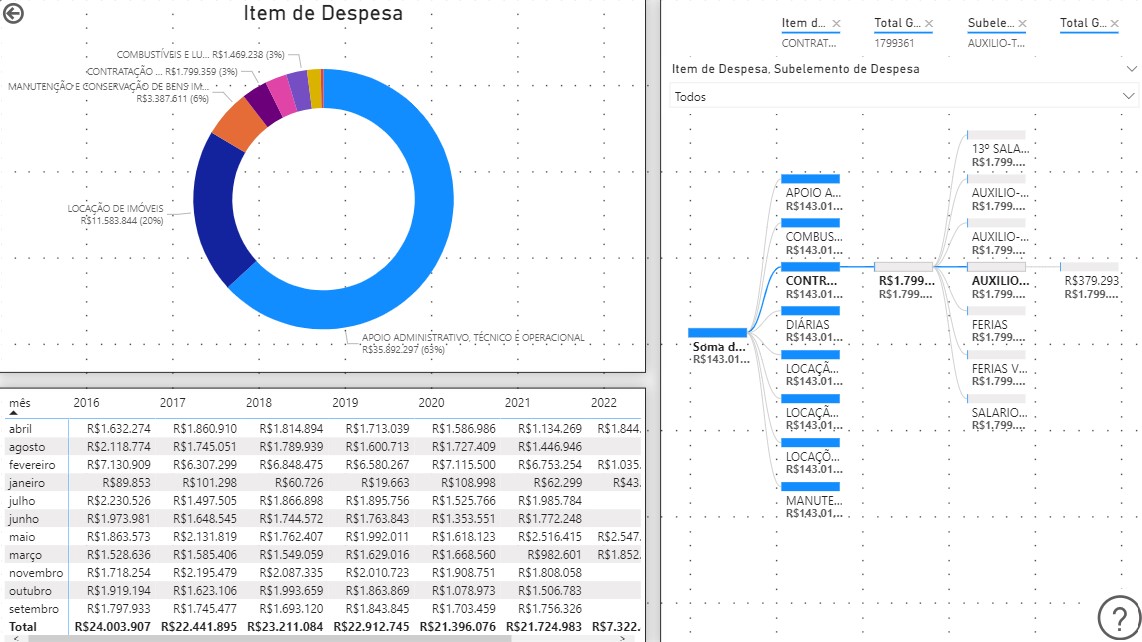 Item de Despesa
COMBUSTÍVEIS E LU... R$1.469.238 (3%)
CONTRATAÇÃO ... R$1.799.359 (3%)
MANUTENÇÃO E CONSERVAÇÃO DE BENS IM...
R$3.387.611 (6%)
LOCAÇÃO DE IMÓVEIS
R$11.583.844 (20%)
APOIO ADMINISTRATIVO, TÉCNICO E OPERACIONAL
R$35.892.297 (63%)
mês 2016 2017 2018 2019 2020 2021 2022
abril R$1.632.274 R$1.860.910 R$1.814.894 R$1.713.039 R$1.586.986 R$1.134.269 R$1.844.
agosto R$2.118.774 R$1.745.051 R$1.789.939 R$1.600.713 R$1.727.409 R$1.446.946
fevereiro R$7.130.909 R$6.307.299 R$6.848.475 R$6.580.267 R$7.115.500 R$6.753.254 R$1.035.
janeiro R$89.853 R$101.298 R$60.726 R$19.663 R$108.998 R$62.299 R$43.
julho R$2.230.526 R$1.497.505 R$1.866.898 R$1.895.756 R$1.525.766 R$1.985.784
junho R$1.973.981 R$1.648.545 R$1.744.572 R$1.763.843 R$1.353.551 R$1.772.248
maio R$1.863.573 R$2.131.819 R$1.762.407 R$1.992.011 R$1.618.123 R$2.516.415 R$2.547.
março R$1.528.636 R$1.585.406 R$1.549.059 R$1.629.016 R$1.668.560 R$982.601 R$1.852.
novembro R$1.718.254 R$2.195.479 R$2.087.335 R$2.010.723 R$1.908.751 R$1.808.058
outubro R$1.919.194 R$1.623.106 R$1.993.659 R$1.863.869 R$1.078.973 R$1.506.783
setembro R$1.797.933 R$1.745.477 R$1.693.120 R$1.843.845 R$1.703.459 R$1.756.326
Total R$24.003.907 R$22.441.895 R$23.211.084 R$22.912.745 R$21.396.076 R$21.724.983 R$7.322.
Item d... Total G... Subele... Total G...
CONTRAT... 1799361 AUXILIO-T...
Item de Despesa, Subelemento de Despesa
Todos
Soma d...
R$143.01...
APOIO A...
R$143.01...
COMBUS...
R$143.01...
CONTR...
R$143.01...
DIÁRIAS
R$143.01...
LOCAÇÃ...
R$143.01...
LOCAÇÃ...
R$143.01...
LOCAÇÕ...
R$143.01...
MANUTE...
R$143.01...
R$1.799...
R$1.799....
13º SALA...
R$1.799....
AUXILIO-...
R$1.799....
AUXILIO-...
R$1.799....
AUXILIO...
R$1.799....
FERIAS
R$1.799....
FERIAS V...
R$1.799....
SALARIO...
R$1.799....
R$379.293
R$1.799....
?